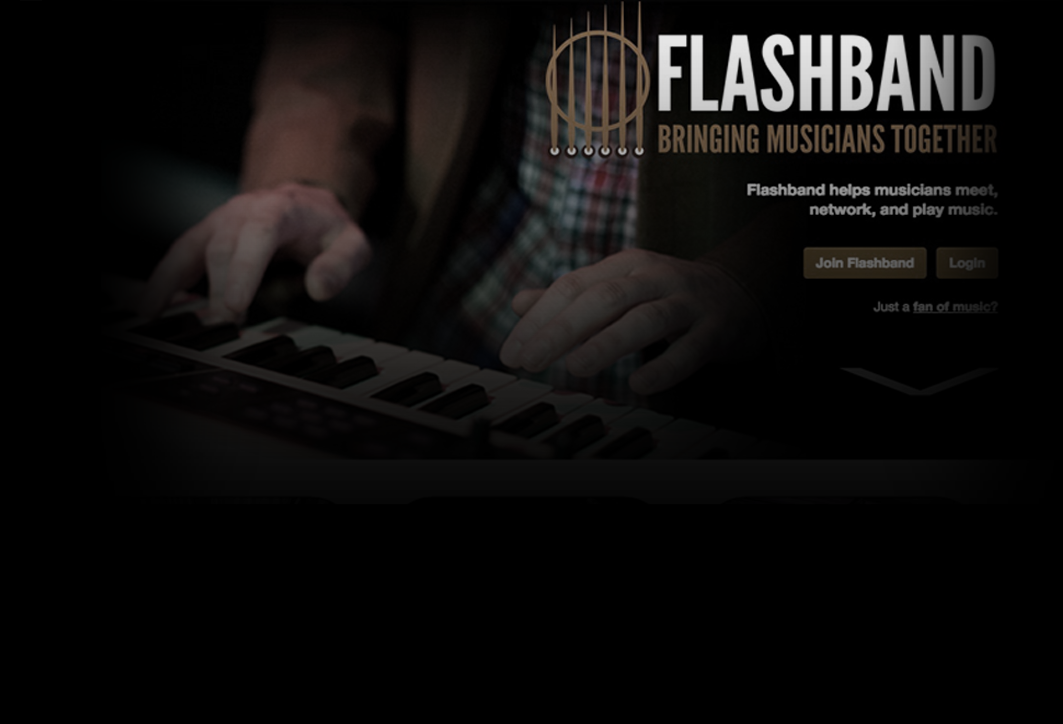 FLASHBAND
BRINGING MUSICIANS TOGETHER
Flashband helps musicians meet,
network, and play music.
Join Flashband Login
Just a fan of music?